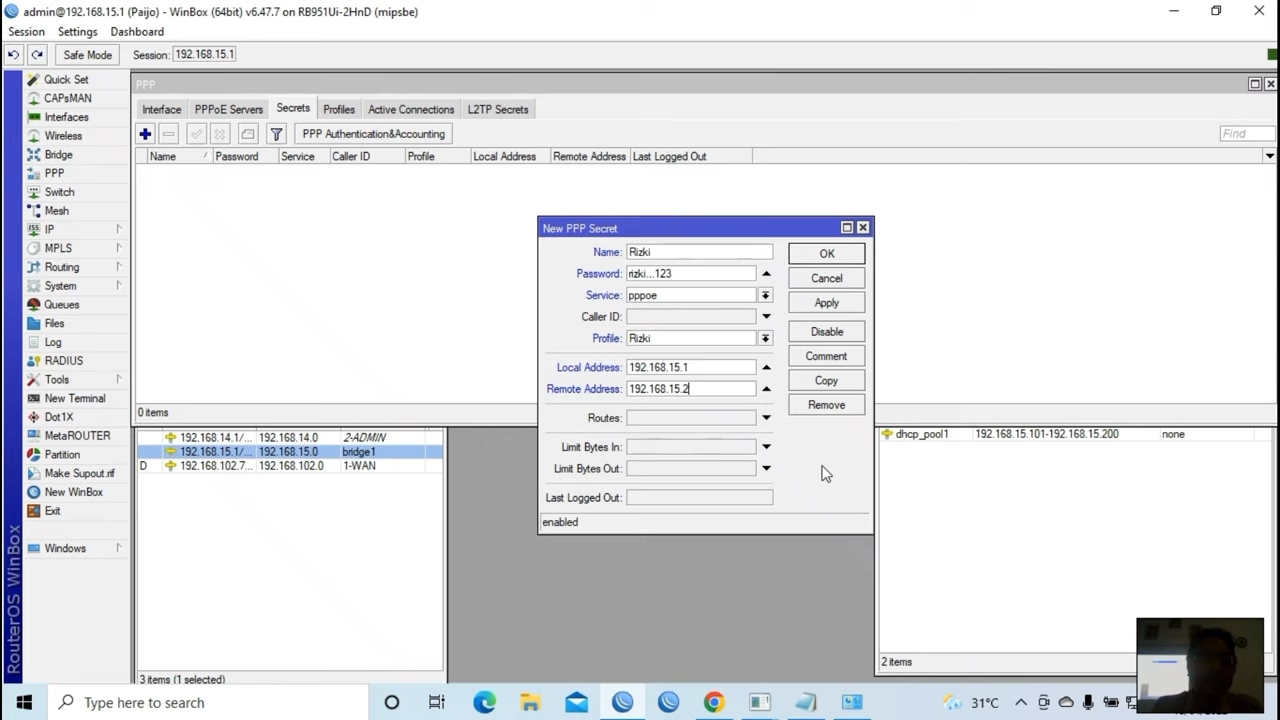 admin@192.168.15.1 (Paijo) - WinBox (64bit) v6.47.7 on RB951Ui-2HnD (mipsbe)
Session Settings Dashboard
Safe Mode Session: 192.168.15.1
Quick Set
CAPsMAN
Interfaces
Wireless
Bridge
PPP
Switch
Mesh
IP
MPLS
Routing
System
Queues
Files
Log
RADIUS
Tools
New Terminal
Dot1X
MetaROUTER
Partition
Make Supout.rif
New WinBox
Exit
Windows
RouterOS WinBox
PPP
Interface PPPoE Servers Secrets Profiles Active Connections L2TP Secrets
PPP Authentication&Accounting Find
Name / Password Service Caller ID Profile Local Address Remote Address Last Logged Out
0 items
New PPP Secret
Name: Rizki
Password: rizki...123
Service: pppoe
Caller ID:
Profile: Rizki
Local Address: 192.168.15.1
Remote Address: 192.168.15.2
Routes:
Limit Bytes In:
Limit Bytes Out:
Last Logged Out:
enabled
OK
Cancel
Apply
Disable
Comment
Copy
Remove
192.168.14.1/... 192.168.14.0 2-ADMIN
192.168.15.1/... 192.168.15.0 bridge1
D 192.168.102.7... 192.168.102.0 1-WAN
3 items (1 selected)
dhcp_pool1 192.168.15.101-192.168.15.200 none
2 items
Type here to search
31°C